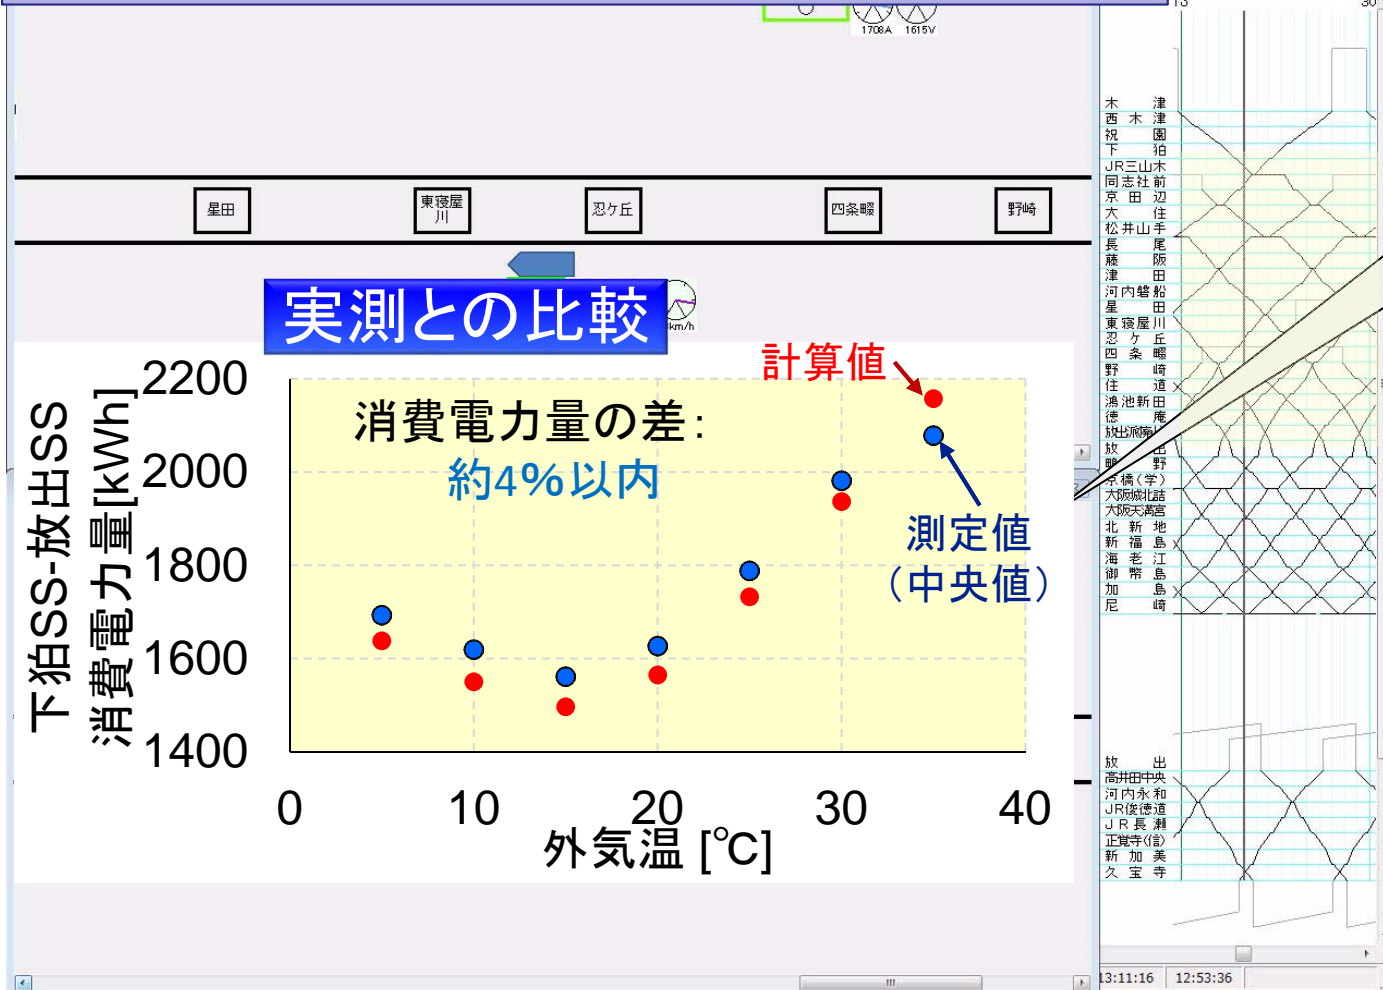 15
30
1708A
1615V
星田
東寝屋
川
忍ケ丘
四条畷
野崎
km/h
実測との比較
計算値
消費電力量の差：
約4%以内
測定値
（中央値）
下狛SS-放出SS
消費電力量[kWh]
2200
2000
1800
1600
1400
0
10
20
30
40
外気温 [℃]
木津
西木津
祝園
下狛
JR三山木
同志社前
京田辺
大住
松井山手
長尾
藤阪
津田
河内磐船
星田
東寝屋川
忍ケ丘
四条畷
野崎
住道
鴻池新田
徳庵
放出
鴫野
京橋(学)
大阪城北詰
大阪天満宮
北新地
新福島
海老江
御幣島
加島
尼崎
放出
高井田中央
河内永和
JR俊徳道
JR長瀬
正覚寺(信)
新加美
久宝寺
13:11:16
12:53:36